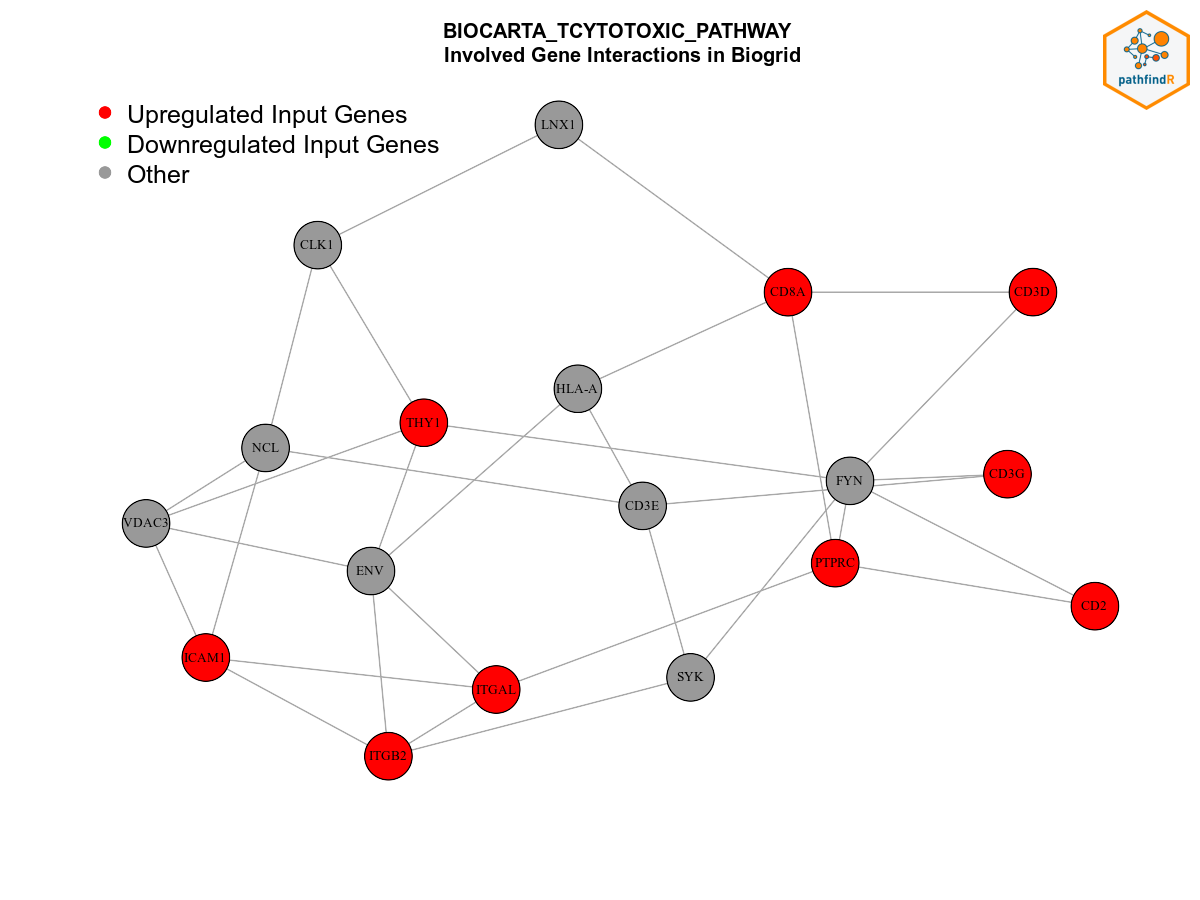 BIOCARTA_TCYTOTOXIC_PATHWAY
Involved Gene Interactions in Biogrid
pathfindR
Upregulated Input Genes
Downregulated Input Genes
Other
LNX1
CLK1
CD8A
CD3D
HLA-A
THY1
NCL
CD3G
FYN
CD3E
VDAC3
PTPRC
ENV
CD2
ICAM1
SYK
ITGAL
ITGB2